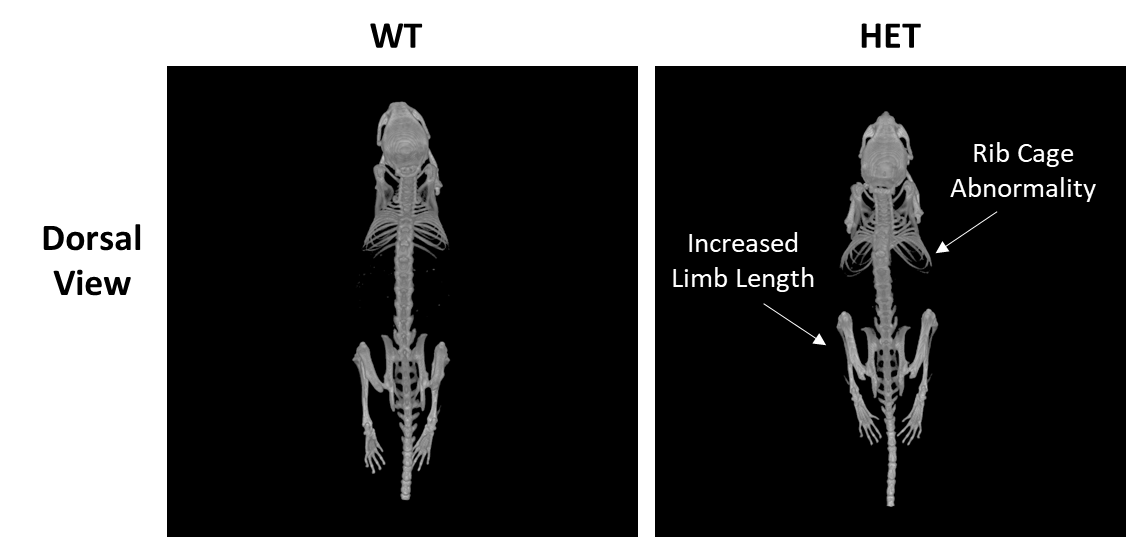 WT
HET
Dorsal
View
Rib Cage
Abnormality
Increased
Limb Length